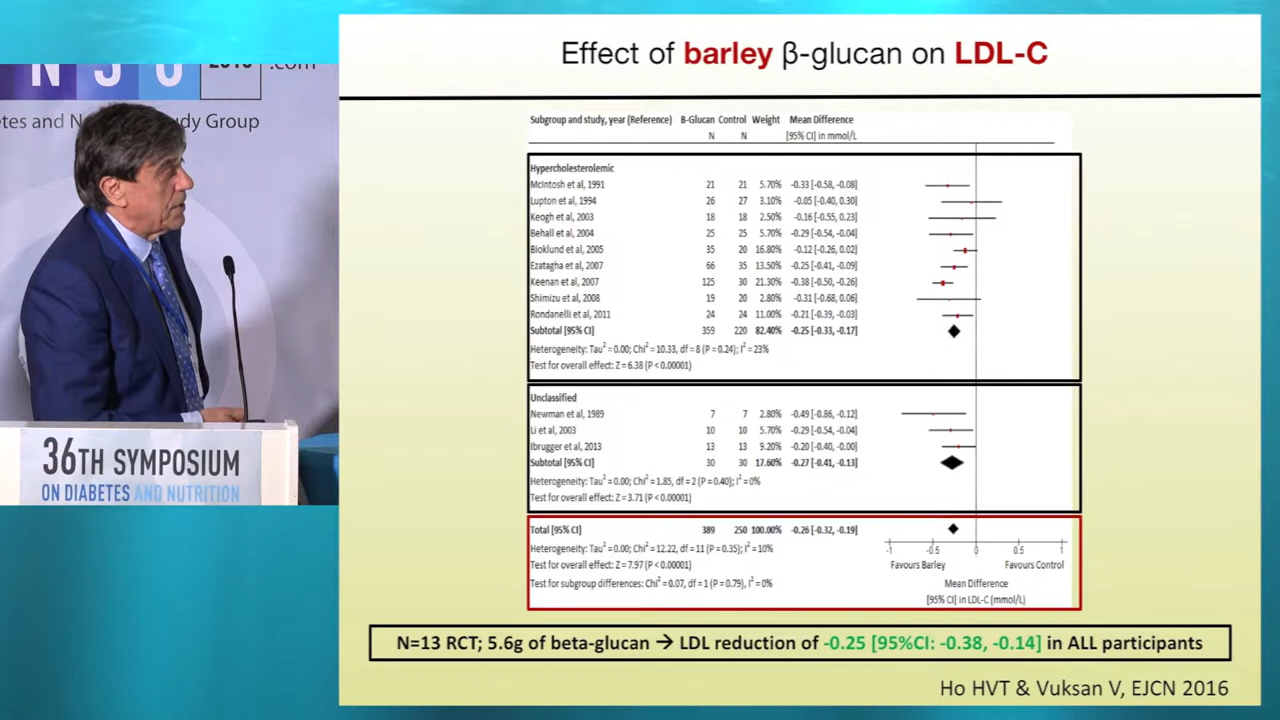 NSG 2018 .com
etes and N dy Group
36TH SYMPOSIUM
ON DIABETES AND NUTRITION
Effect of barley β-glucan on LDL-C
Subgroup and study, year (Reference) B-Glucan Control Weight Mean Difference
N N [95% CI] in mmol/L
Hypercholesterolemic
McIntosh et al, 1991 21 21 5.70% -0.33 [-0.58, -0.08]
Lupton et al, 1994 26 27 3.10% -0.05 [-0.40, 0.30]
Keogh et al, 2003 18 18 2.50% -0.16 [-0.55, 0.23]
Behall et al, 2004 25 25 5.70% -0.29 [-0.54, -0.04]
Bioklund et al, 2005 35 20 16.80% -0.12 [-0.26, 0.02]
Ezatagha et al, 2007 66 35 13.50% -0.25 [-0.41, -0.09]
Keenan et al, 2007 125 30 21.30% -0.38 [-0.50, -0.26]
Shimizu et al, 2008 19 20 2.80% -0.31 [-0.68, 0.06]
Rondanelli et al, 2011 24 24 11.00% -0.21 [-0.39, -0.03]
Subtotal [95% CI] 359 220 82.40% -0.25 [-0.33, -0.17]
Heterogeneity: Tau² = 0.00; Chi² = 10.33, df = 8 (P = 0.24); I² = 23%
Test for overall effect: Z = 6.38 (P < 0.00001)
Unclassified
Newman et al, 1989 7 7 2.80% -0.49 [-0.86, -0.12]
Li et al, 2003 10 10 5.70% -0.29 [-0.54, -0.04]
Ibrugger et al, 2013 13 13 9.20% -0.20 [-0.40, -0.00]
Subtotal [95% CI] 30 30 17.60% -0.27 [-0.41, -0.13]
Heterogeneity: Tau² = 0.00; Chi² = 1.85, df = 2 (P = 0.40); I² = 0%
Test for overall effect: Z = 3.71 (P < 0.00001)
Total [95% CI] 389 250 100.00% -0.26 [-0.32, -0.19]
Heterogeneity: Tau² = 0.00; Chi² = 12.22, df = 11 (P = 0.35); I² = 10%
Test for overall effect: Z = 7.97 (P < 0.00001)
Test for subgroup differences: Chi² = 0.07, df = 1 (P = 0.79), I² = 0%
-1 -0.5 0 0.5 1
Favours Barley Favours Control
Mean Difference
[95% CI] in LDL-C (mmol/L)
N=13 RCT; 5.6g of beta-glucan → LDL reduction of -0.25 [95%CI: -0.38, -0.14] in ALL participants
Ho HVT & Vuksan V, EJCN 2016